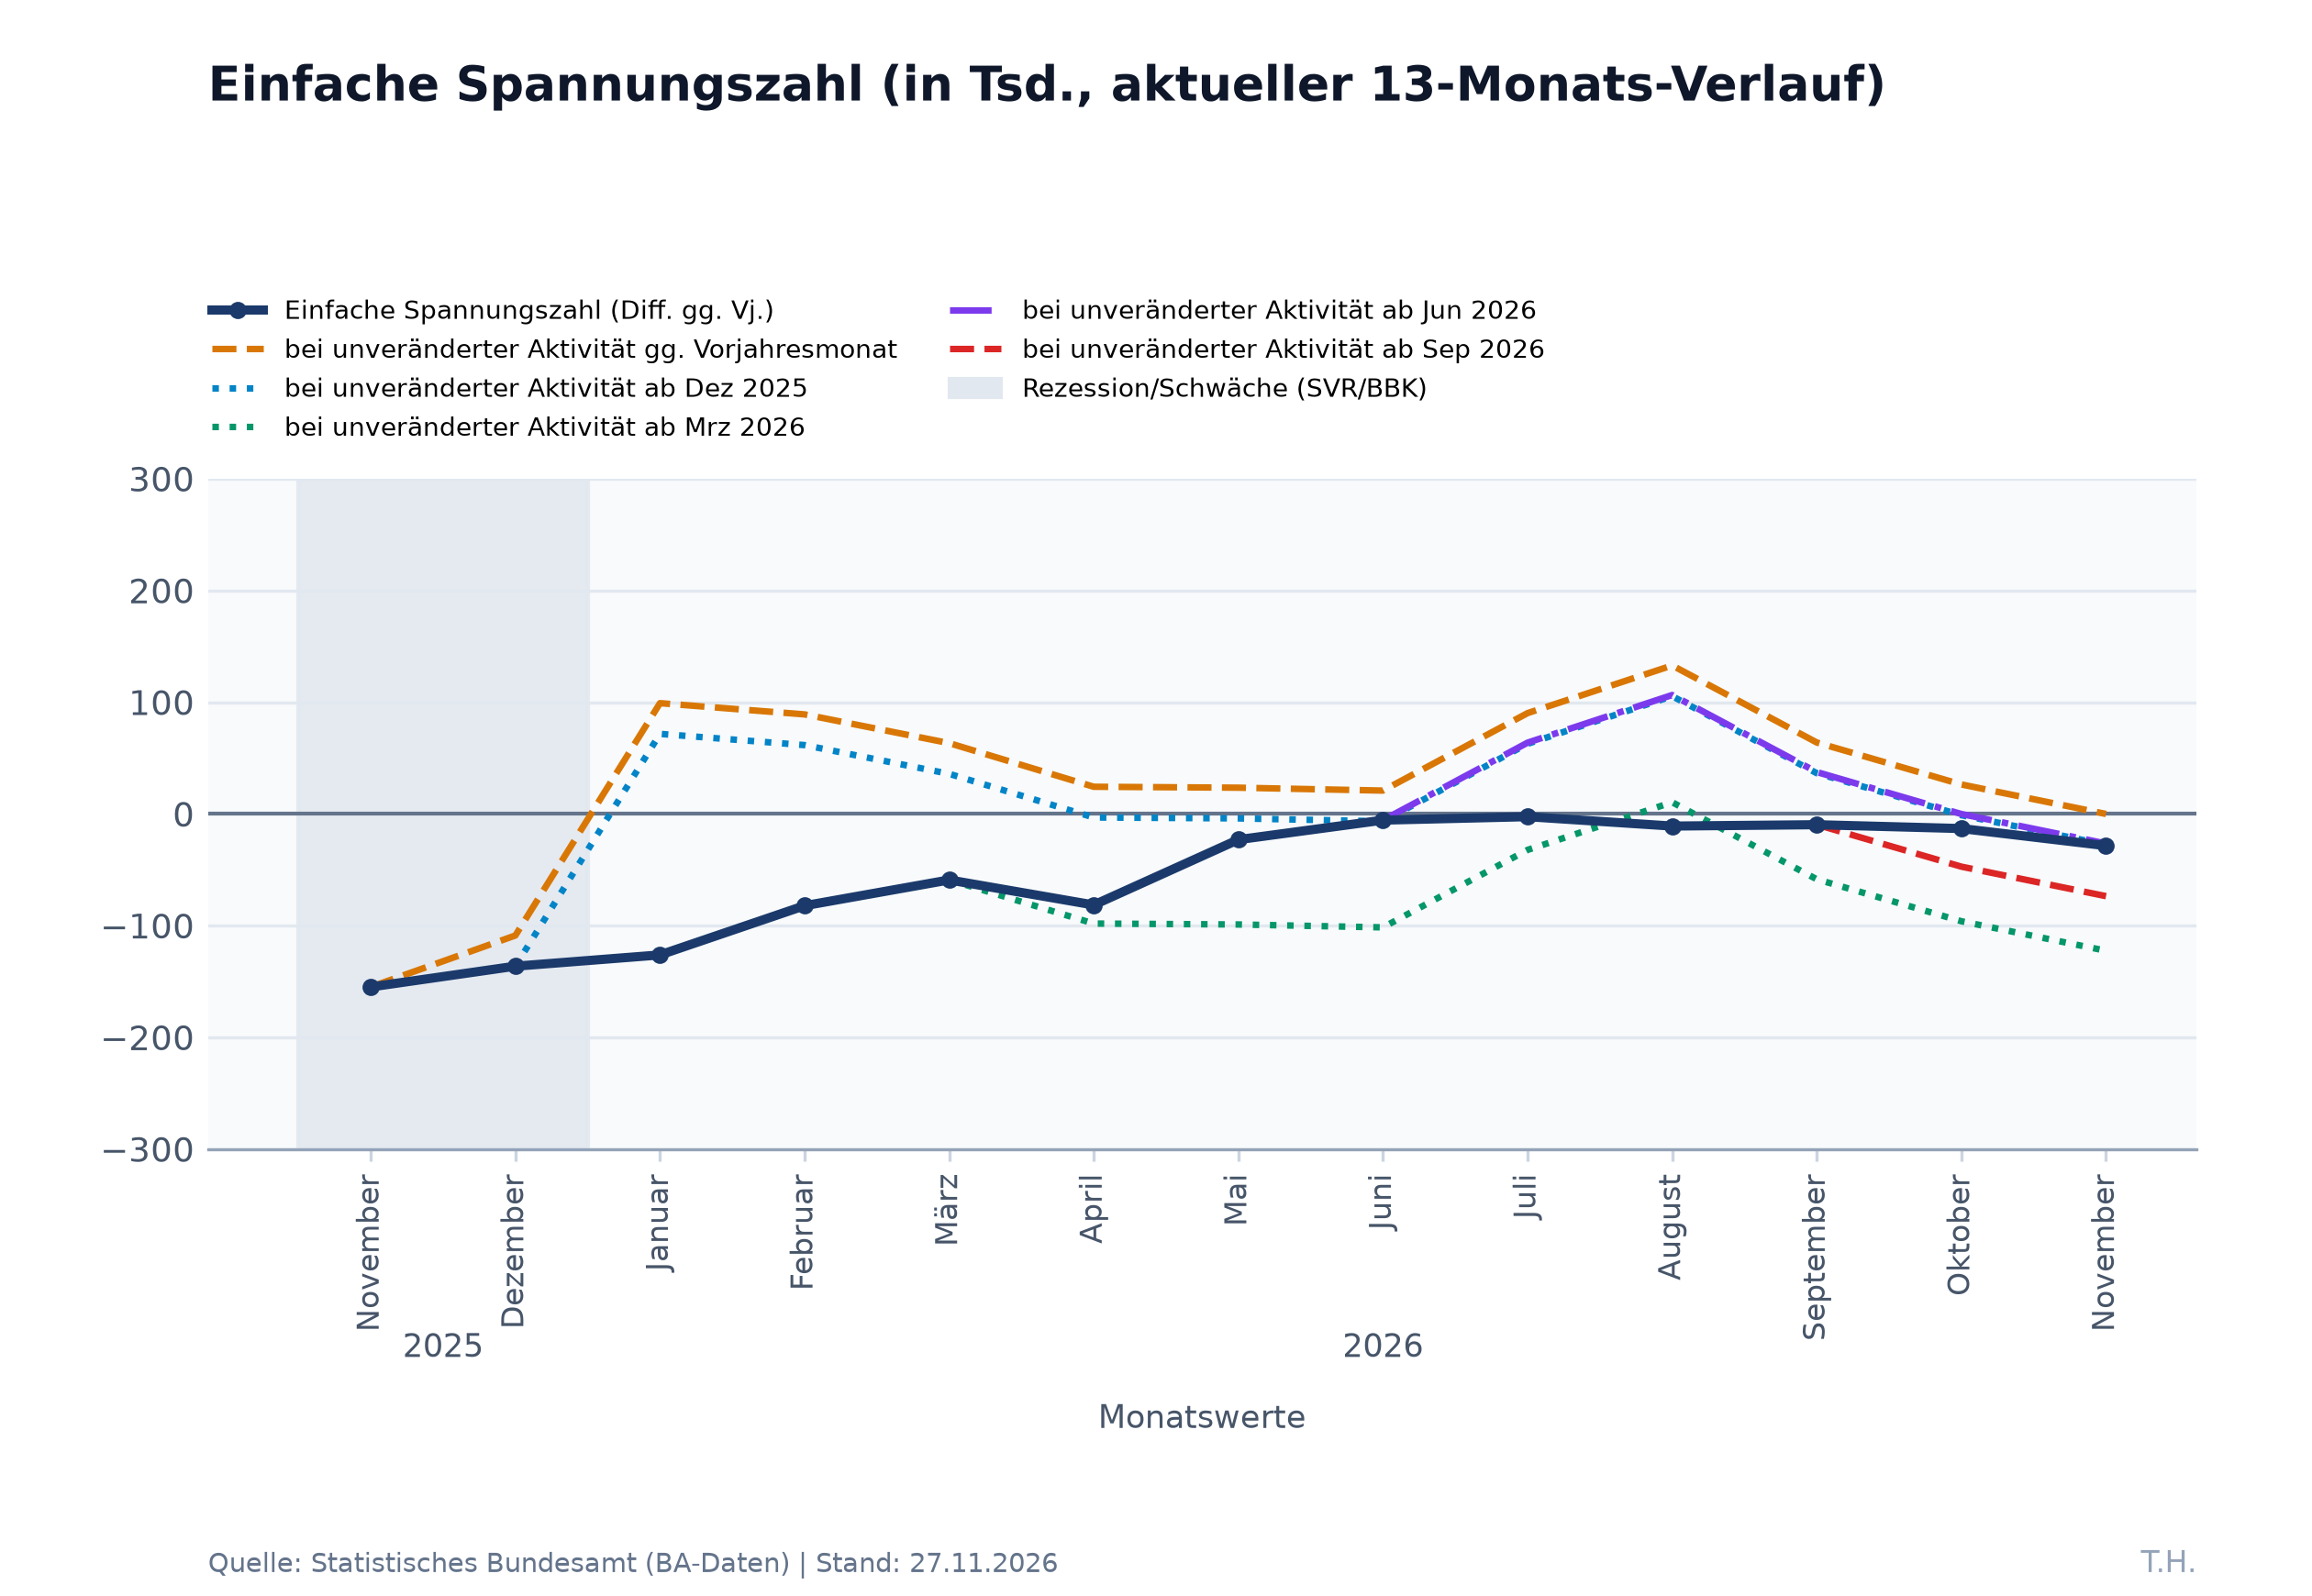 Einfache Spannungszahl (in Tsd., aktueller 13-Monats-Verlauf)
Einfache Spannungszahl (Diff. gg. Vj.)
bei unveränderter Aktivität gg. Vorjahresmonat
bei unveränderter Aktivität ab Dez 2025
bei unveränderter Aktivität ab Mrz 2026
bei unveränderter Aktivität ab Jun 2026
bei unveränderter Aktivität ab Sep 2026
Rezession/Schwäche (SVR/BBK)
300
200
100
0
−100
−200
−300
November
Dezember
Januar
Februar
März
April
Mai
Juni
Juli
August
September
Oktober
November
2025
2026
Monatswerte
Quelle: Statistisches Bundesamt (BA-Daten) | Stand: 27.11.2026
T.H.